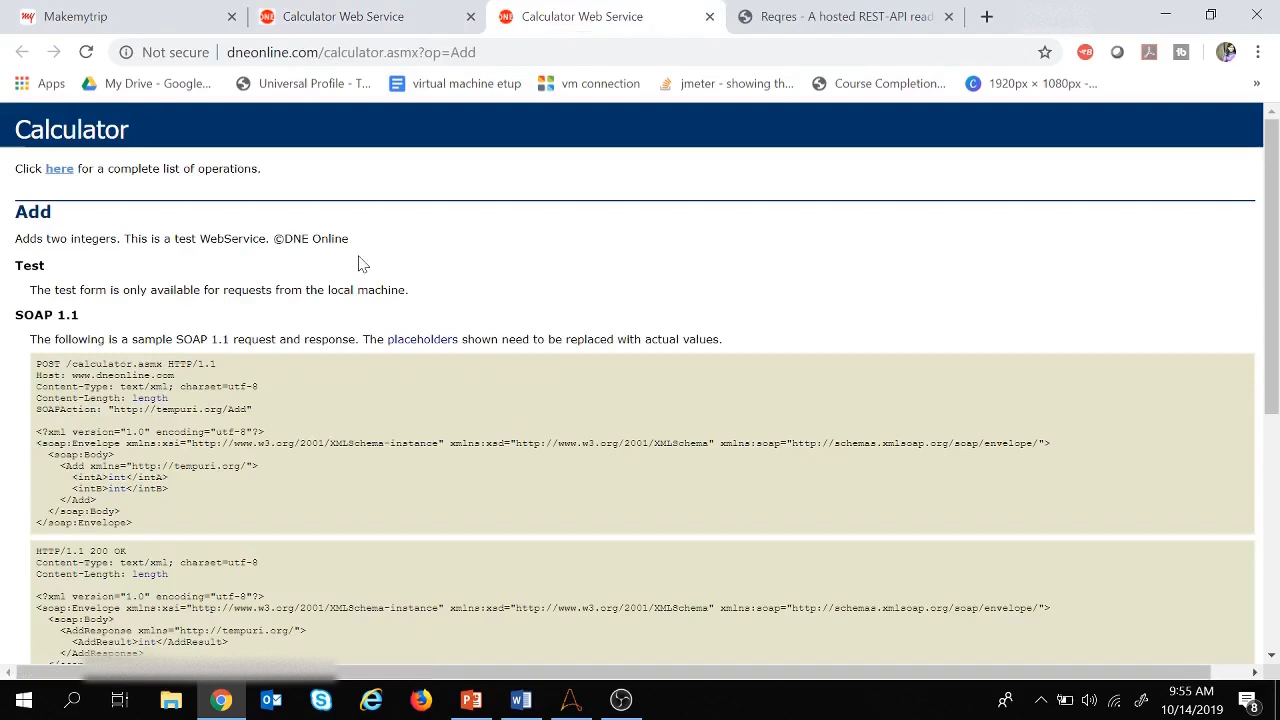 Makemytrip
Calculator Web Service
Calculator Web Service
Reqres - A hosted REST-API read
Not secure
dneonline.com/calculator.asmx?op=Add
Apps
My Drive - Google...
Universal Profile - T...
virtual machine etup
vm connection
jmeter - showing th...
Course Completion...
1920px × 1080px -...
»
Calculator
Click here for a complete list of operations.
Add
Adds two integers. This is a test WebService. ©DNE Online
Test
The test form is only available for requests from the local machine.
SOAP 1.1
The following is a sample SOAP 1.1 request and response. The placeholders shown need to be replaced with actual values.
POST /calculator.asmx HTTP/1.1
Host: www.dneonline.com
Content-Type: text/xml; charset=utf-8
Content-Length: length
SOAPAction: "http://tempuri.org/Add"
<?xml version="1.0" encoding="utf-8"?>
<soap:Envelope xmlns:xsi="http://www.w3.org/2001/XMLSchema-instance" xmlns:xsd="http://www.w3.org/2001/XMLSchema" xmlns:soap="http://schemas.xmlsoap.org/soap/envelope/">
<soap:Body>
<Add xmlns="http://tempuri.org/">
<intA>int</intA>
<intB>int</intB>
</Add>
</soap:Body>
</soap:Envelope>
HTTP/1.1 200 OK
Content-Type: text/xml; charset=utf-8
Content-Length: length
<?xml version="1.0" encoding="utf-8"?>
<soap:Envelope xmlns:xsi="http://www.w3.org/2001/XMLSchema-instance" xmlns:xsd="http://www.w3.org/2001/XMLSchema" xmlns:soap="http://schemas.xmlsoap.org/soap/envelope/">
<soap:Body>
<AddResponse xmlns="http://tempuri.org/">
<AddResult>int</AddResult>
</AddResponse>
9:55 AM
10/14/2019
8